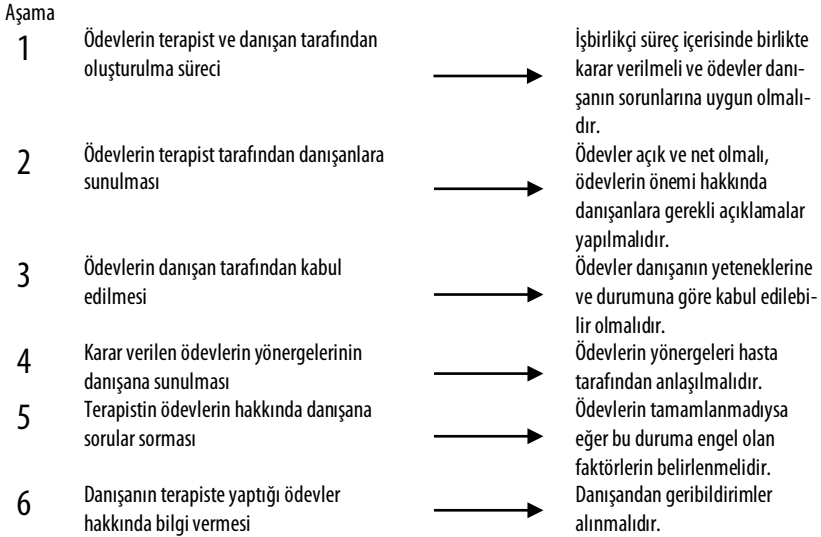 Aşama
1
Ödevlerin terapist ve danışan tarafından
oluşturulma süreci
İşbirlikçi süreç içerisinde birlikte
karar verilmeli ve ödevler danı-
şanın sorunlarına uygun olmalı-
dır.
2
Ödevlerin terapist tarafından danışanlara
sunulması
Ödevler açık ve net olmalı,
ödevlerin önemi hakkında
danışanlara gerekli açıklamalar
yapılmalıdır.
3
Ödevlerin danışan tarafından kabul
edilmesi
Ödevler danışanın yeteneklerine
ve durumuna göre kabul edilebi-
lir olmalıdır.
4
Karar verilen ödevlerin yönergelerinin
danışana sunulması
Ödevlerin yönergeleri hasta
tarafından anlaşılmalıdır.
5
Terapistin ödevlerin hakkında danışana
sorular sorması
Ödevlerin tamamlanmadıysa
eğer bu duruma engel olan
faktörlerin belirlenmelidir.
6
Danışanın terapiste yaptığı ödevler
hakkında bilgi vermesi
Danışandan geribildirimler
alınmalıdır.